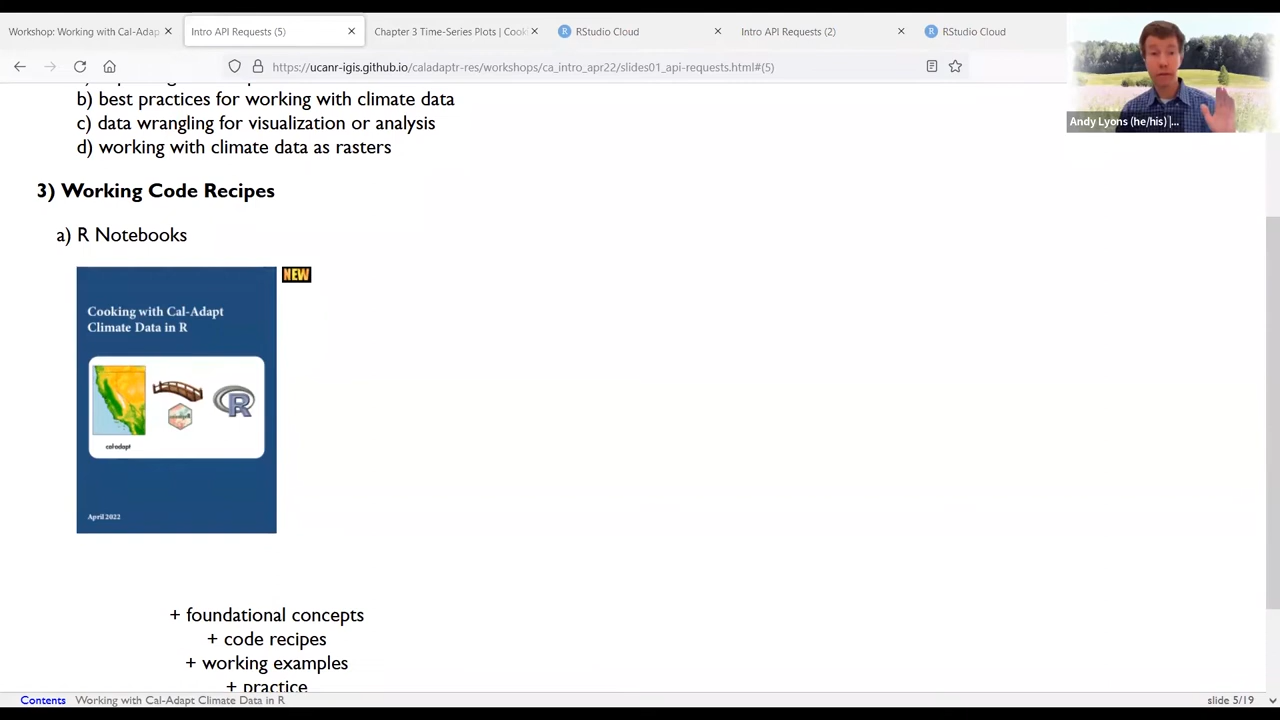 Workshop: Working with Cal-Adap
Intro API Requests (5)
Chapter 3 Time-Series Plots | Cook
RStudio Cloud
Intro API Requests (2)
RStudio Cloud
https://ucanr-igis.github.io/caladaptr-res/workshops/ca_intro_apr22/slides01_api-requests.html#(5)
Andy Lyons (he/his) |...
b) best practices for working with climate data
c) data wrangling for visualization or analysis
d) working with climate data as rasters
3) Working Code Recipes
a) R Notebooks
NEW
Cooking with Cal-Adapt
Climate Data in R
R
cal-adapt
April 2022
+ foundational concepts
+ code recipes
+ working examples
+ practice
Contents Working with Cal-Adapt Climate Data in R
slide 5/19